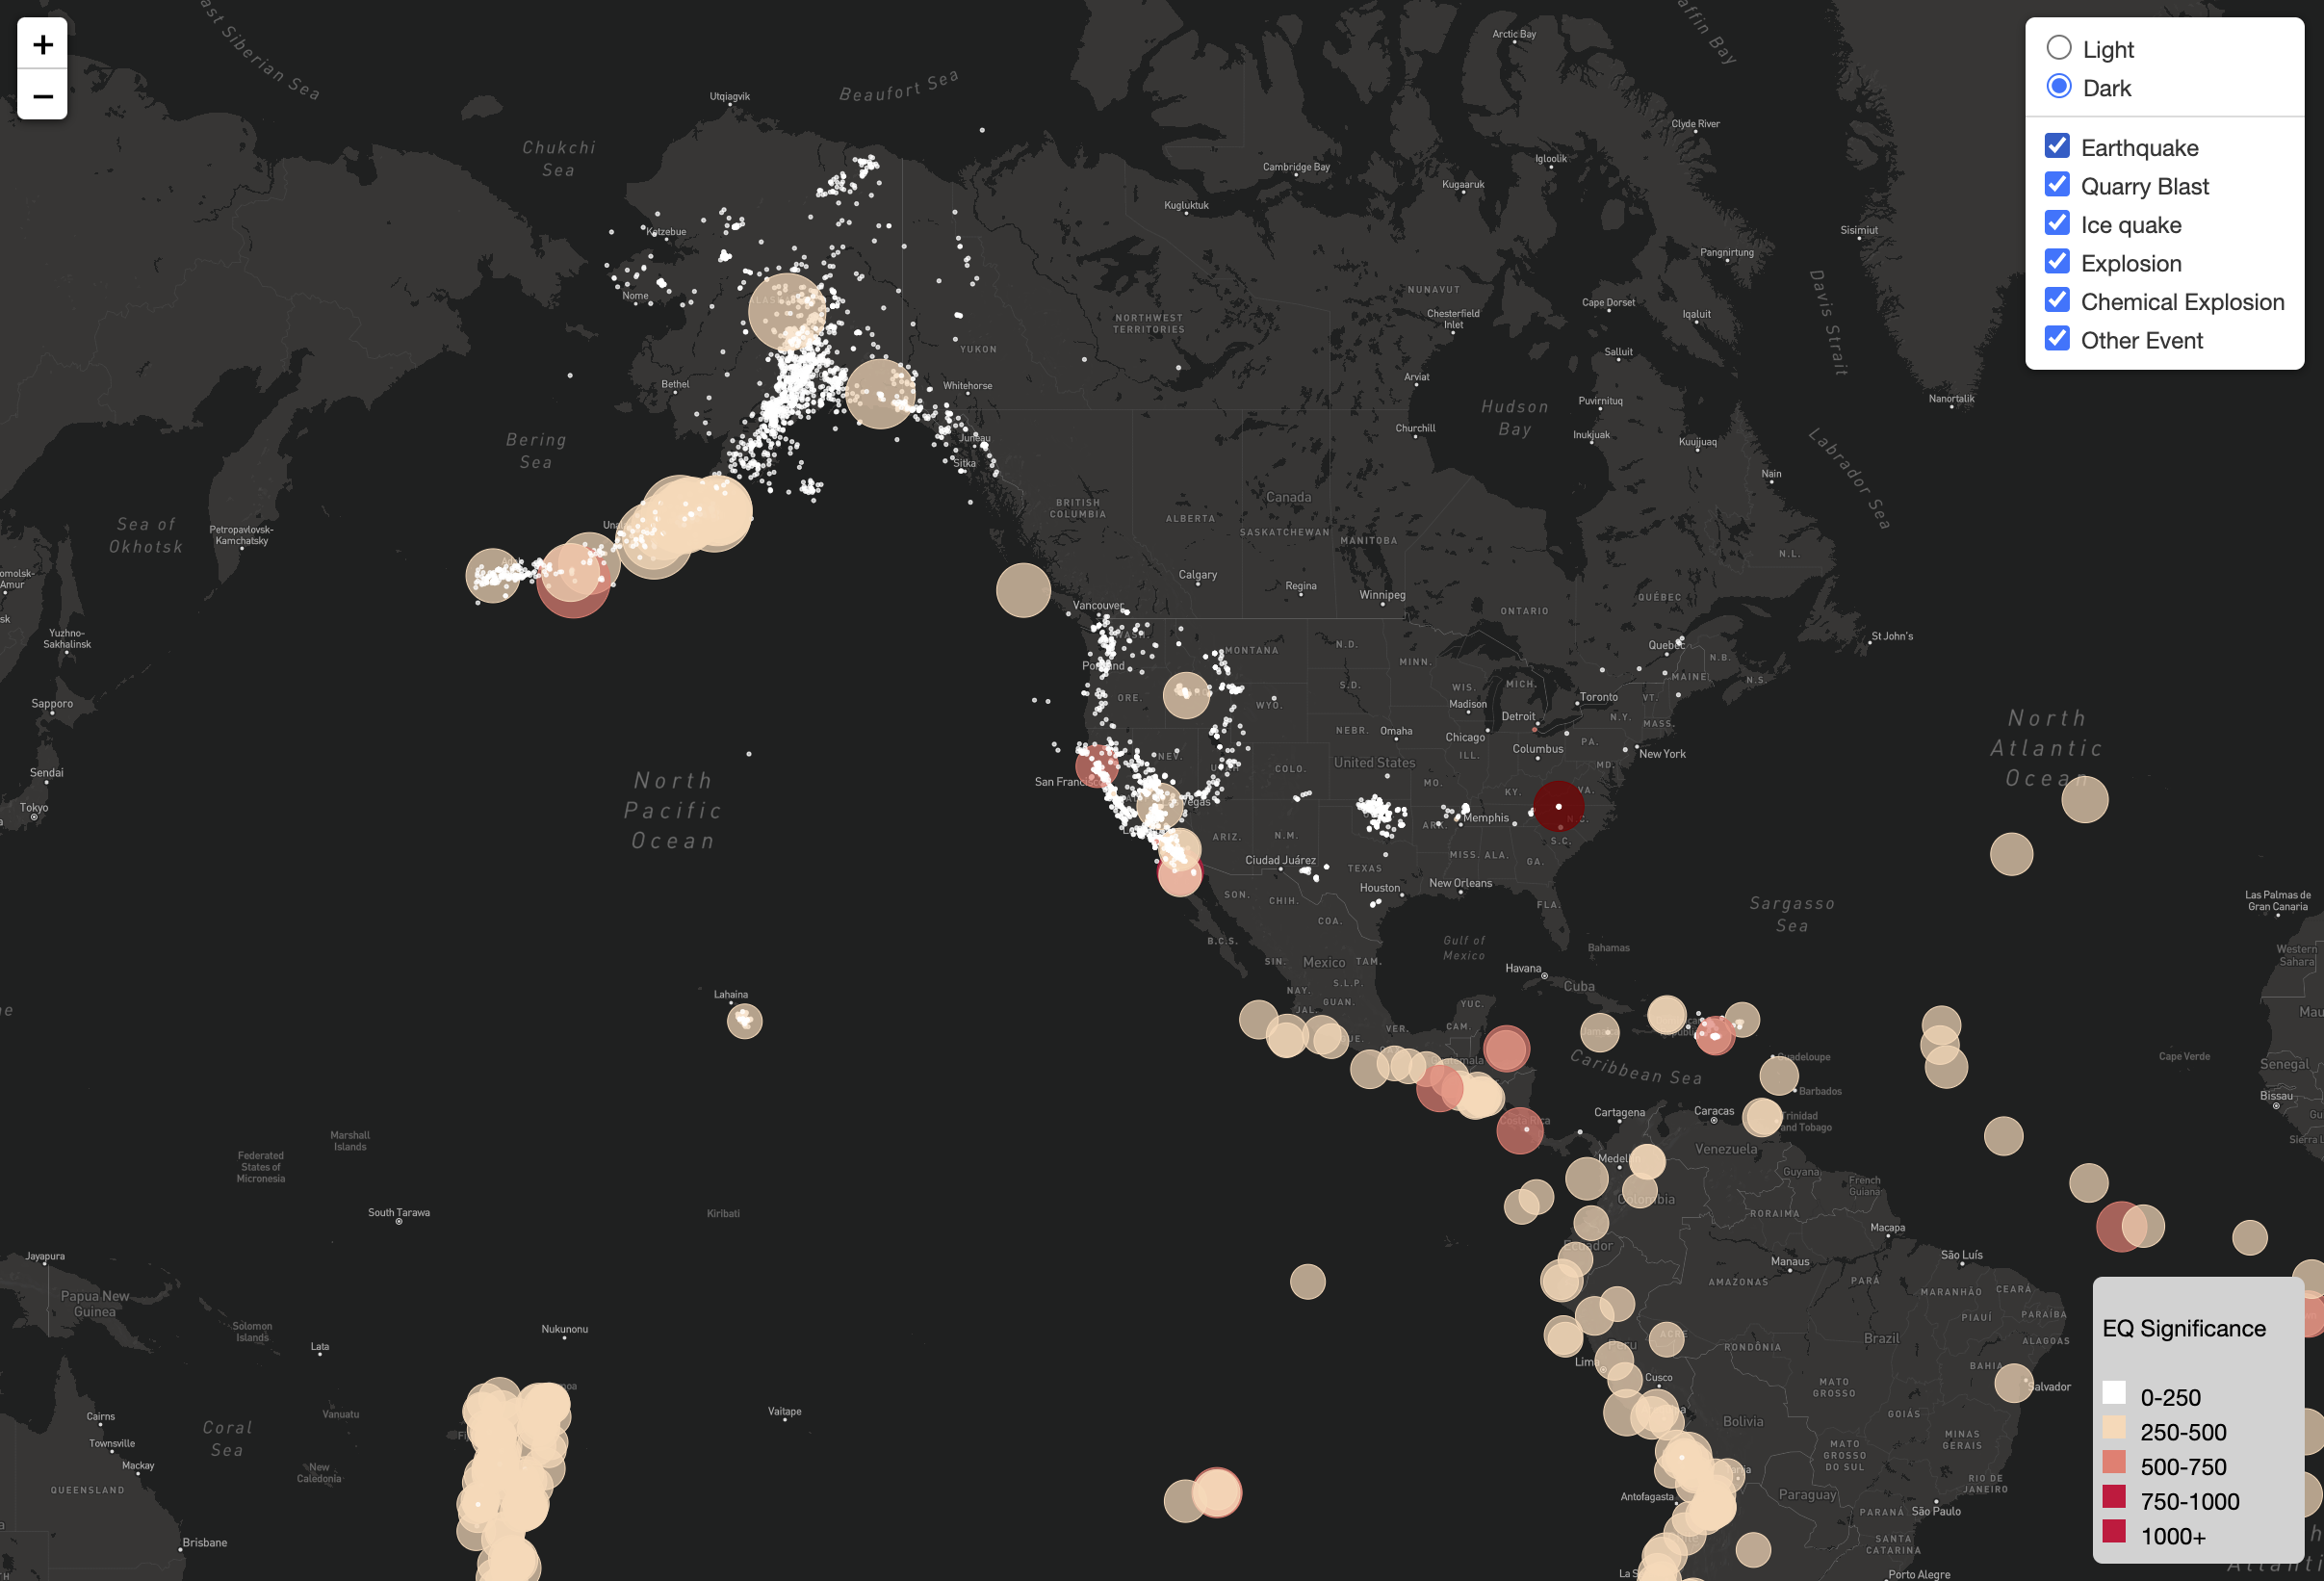 +
−
Light
Dark
Earthquake
Quarry Blast
Ice quake
Explosion
Chemical Explosion
Other Event
Beaufort Sea
Utqiagvik
Arctic Bay
Chukchi
Sea
Clyde River
Cambridge Bay
Igloolik
Kugaaruk
Kugluktuk
Kotzebue
Sisimiut
Pangnirtung
Nome
NUNAVUT
Cape Dorset
Iqaluit
Davis Strait
NORTHWEST
TERRITORIES
Chesterfield
Inlet
YUKON
Salluit
Bethel
Whitehorse
Arviat
Puvirnituq
Nanortalik
Hudson
Bay
Churchill
Inukjuak
Kuujjuaq
Labrador Sea
Juneau
Sitka
Bering
Sea
Nain
BRITISH
COLUMBIA
Canada
ALBERTA
SASKATCHEWAN
MANITOBA
Sea of
Okhotsk
Petropavlovsk-
Kamchatsky
N.L.
Calgary
Regina
Winnipeg
ONTARIO
QUÉBEC
Vancouver
Yuzhno-
Sakhalinsk
WASH.
Portland
MONTANA
N.D.
MINN.
Quebec
N.B.
St John's
MAINE
N.S.
ORE.
S.D.
WIS.
MICH.
WYO.
Madison
Toronto
VT.
Sapporo
NEBR.
Omaha
Detroit
N.Y.
MASS.
Chicago
Columbus
PA.
New York
NEV.
COLO.
United States
ILL.
MD.
North
Atlantic
Ocean
Sendai
Tokyo
North
Pacific
Ocean
MO.
KY.
VA.
ARIZ.
N.M.
ARK.
Memphis
N.C.
S.C.
Ciudad Juárez
TEXAS
MISS.
ALA.
GA.
Houston
New Orleans
SON.
CHIH.
FLA.
COA.
Sargasso
Sea
Las Palmas de
Gran Canaria
B.C.S.
Gulf of
Mexico
Bahamas
Western
Sahara
SIN.
Mexico
TAM.
Havana
Cuba
Lahaina
NAY.
S.L.P.
GUAN.
JAL.
YUC.
VER.
CAM.
Jamaica
Guatemala
Caribbean Sea
Guadeloupe
Cape Verde
Senegal
Barbados
Bissau
Costa Rica
Cartagena
Caracas
Trinidad
and Tobago
Marshall
Islands
Federated
States of
Micronesia
Venezuela
Guyana
French
Guiana
Colombia
South Tarawa
Kiribati
RORAIMA
Macapa
Ecuador
Jayapura
São Luís
Manaus
AMAZONAS
PARÁ
MARANHÃO
CEARÁ
Papua New
Guinea
PIAUÍ
PARAÍBA
Solomon
Islands
Nukunonu
ACRE
Peru
Brazil
ALAGOAS
Lata
RONDÔNIA
Lima
Cusco
BAHIA
MATO
GROSSO
Salvador
Vaitape
Vanuatu
Cairns
Coral
Sea
Townsville
Mackay
GOIÁS
Bolivia
MINAS
GERAIS
MATO
GROSSO
DO SUL
New
Caledonia
QUEENSLAND
Antofagasta
Paraguay
RIO DE
JANEIRO
PARANÁ
São Paulo
Brisbane
SANTA
CATARINA
Porto Alegre
EQ Significance
0-250
250-500
500-750
750-1000
1000+